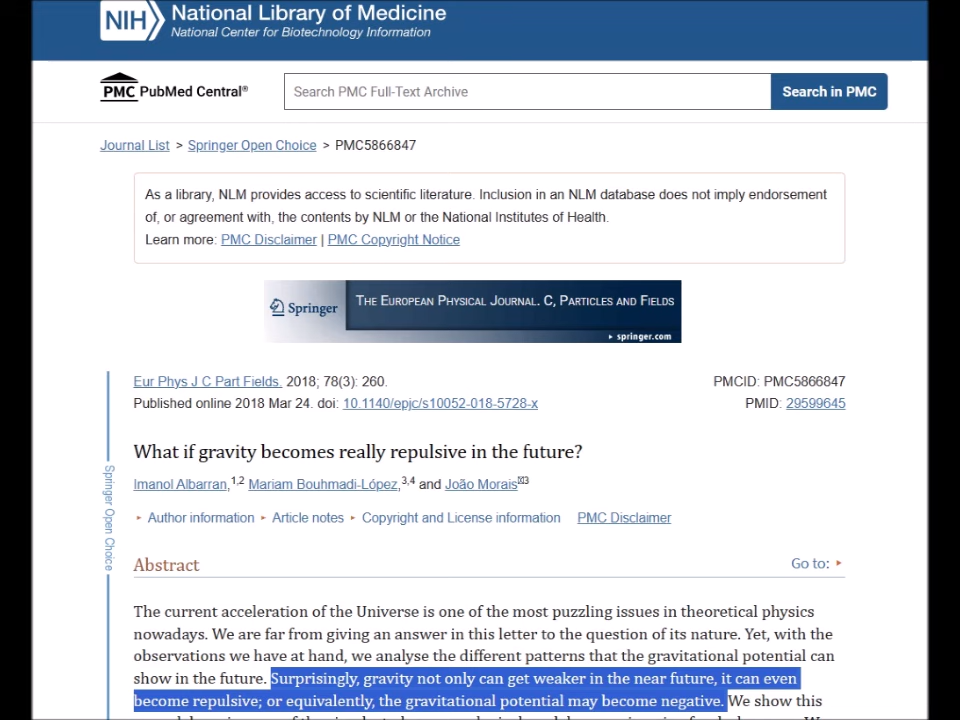 NIH National Library of Medicine
National Center for Biotechnology Information
PMC PubMed Central®
Search PMC Full-Text Archive
Search in PMC
Journal List > Springer Open Choice > PMC5866847
As a library, NLM provides access to scientific literature. Inclusion in an NLM database does not imply endorsement
of, or agreement with, the contents by NLM or the National Institutes of Health.
Learn more: PMC Disclaimer | PMC Copyright Notice
Springer
THE EUROPEAN PHYSICAL JOURNAL. C, PARTICLES AND FIELDS
springer.com
Eur Phys J C Part Fields. 2018; 78(3): 260.
PMCID: PMC5866847
Published online 2018 Mar 24. doi: 10.1140/epjc/s10052-018-5728-x
PMID: 29599645
What if gravity becomes really repulsive in the future?
Imanol Albarran,1,2 Mariam Bouhmadi-López,3,4 and João Morais✉3
Author information ▸ Article notes ▸ Copyright and License information PMC Disclaimer
Springer Open Choice
Abstract
Go to:
The current acceleration of the Universe is one of the most puzzling issues in theoretical physics
nowadays. We are far from giving an answer in this letter to the question of its nature. Yet, with the
observations we have at hand, we analyse the different patterns that the gravitational potential can
show in the future. Surprisingly, gravity not only can get weaker in the near future, it can even
become repulsive; or equivalently, the gravitational potential may become negative. We show this